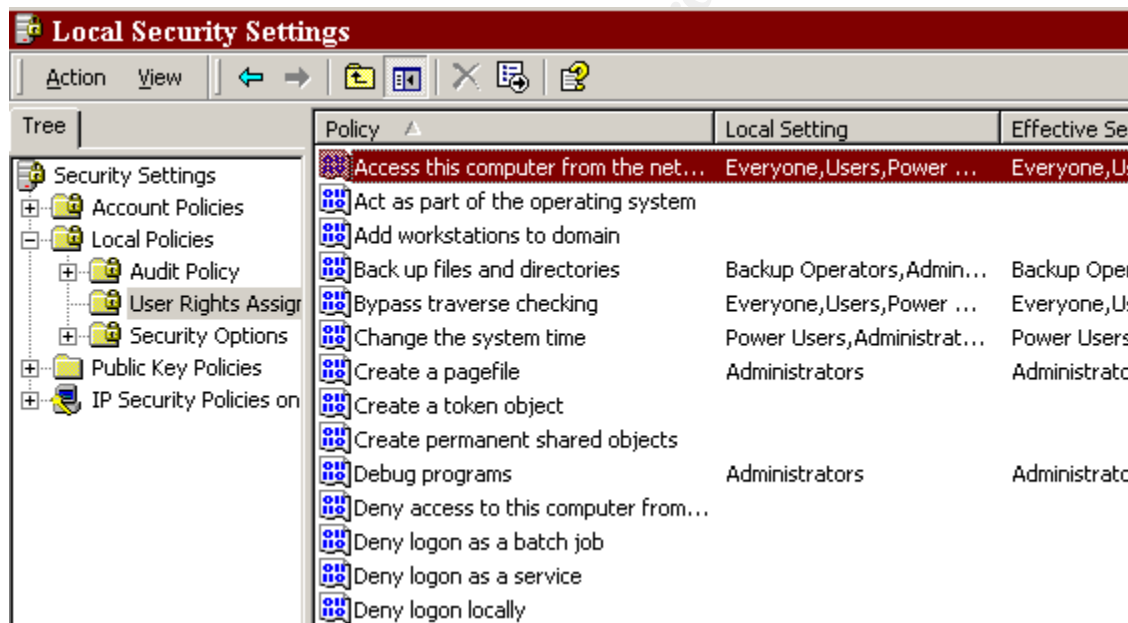 Local Security Settings
Action View
Tree
Policy Local Setting Effective Se
Security Settings
Account Policies
Local Policies
Audit Policy
User Rights Assign
Security Options
Public Key Policies
IP Security Policies on
Access this computer from the net... Everyone,Users,Power ... Everyone,Us
Act as part of the operating system
Add workstations to domain
Back up files and directories Backup Operators,Admin... Backup Oper
Bypass traverse checking Everyone,Users,Power ... Everyone,Us
Change the system time Power Users,Administrat... Power Users
Create a pagefile Administrators Administrato
Create a token object
Create permanent shared objects
Debug programs Administrators Administrato
Deny access to this computer from...
Deny logon as a batch job
Deny logon as a service
Deny logon locally